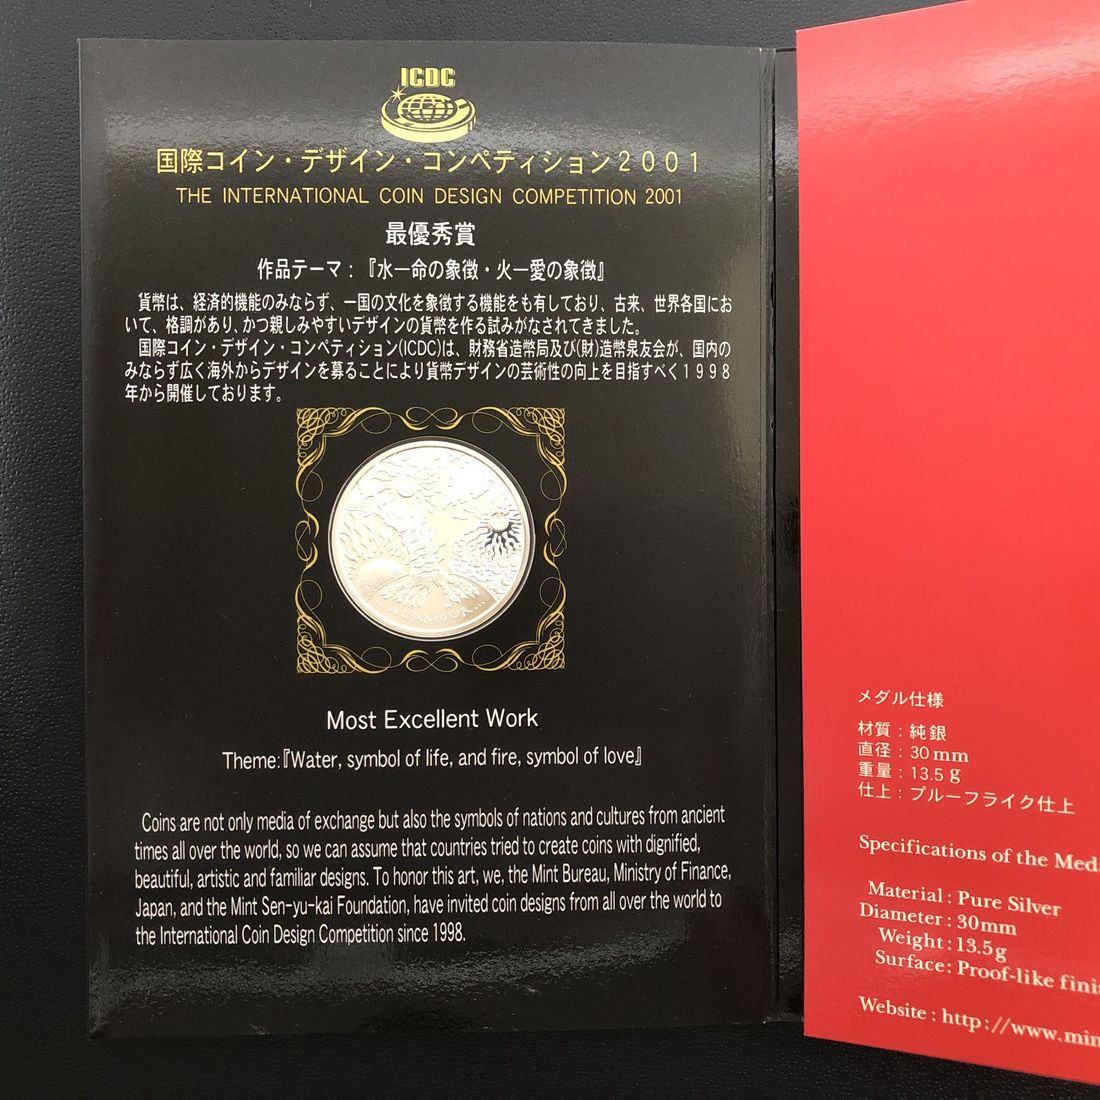 ICDC
国際コイン・デザイン・コンペティション２００１
THE INTERNATIONAL COIN DESIGN COMPETITION 2001
最優秀賞
作品テーマ：『水ー命の象徴・火ー愛の象徴』
貨幣は、経済的機能のみならず、一国の文化を象徴する機能をも有しており、古来、世界各国にお
いて、格調があり、かつ親しみやすいデザインの貨幣を作る試みがなされてきました。
国際コイン・デザイン・コンペティション(ICDC)は、財務省造幣局及び(財)造幣泉友会が、国内の
みならず広く海外からデザインを募ることにより貨幣デザインの芸術性の向上を目指すべく１９９８
年から開催しております。
L'AMOUR...
Most Excellent Work
Theme:『Water, symbol of life, and fire, symbol of love』
Coins are not only media of exchange but also the symbols of nations and cultures from ancient
times all over the world, so we can assume that countries tried to create coins with dignified,
beautiful, artistic and familiar designs. To honor this art, we, the Mint Bureau, Ministry of Finance,
Japan, and the Mint Sen-yu-kai Foundation, have invited coin designs from all over the world to
the International Coin Design Competition since 1998.
メダル仕様
材質：純銀
直径：30mm
重量：13.5g
仕上：プルーフライク仕上
Specifications of the Meda
Material : Pure Silver
Diameter : 30mm
Weight : 13.5g
Surface : Proof-like finis
Website : http://www.min